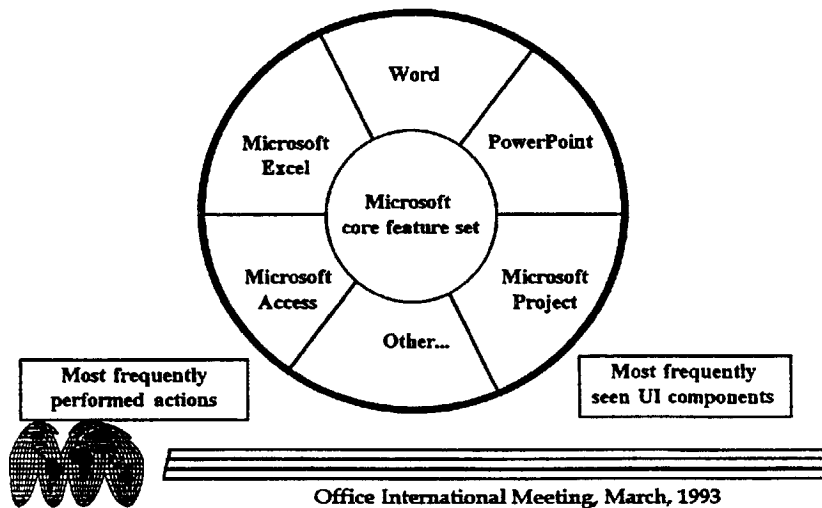 Word
Microsoft
Excel
PowerPoint
Microsoft
core feature set
Microsoft
Access
Microsoft
Project
Other...
Most frequently
performed actions
Most frequently
seen UI components
Office International Meeting, March, 1993